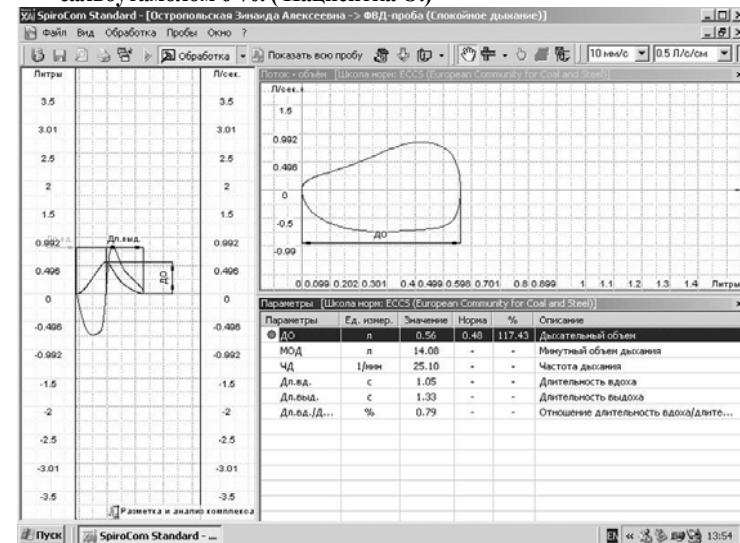 сальбутамолом 6 %. (Пациентка О.)
SpiroCom Standard - [Остропольская Зинаида Алексеевна -> ФВД-проба (Спокойное дыхание)]
Файл Вид Обработка Пробы Окно ?
Обработка Показать всю пробу 10 мм/с 0.5 Л/с/см
Литры Л/сек.
3.5 3.5
3.01 3.01
2.5 2.5
2 2
1.5 1.5
0.992 Дл.выд. 0.992
0.496 ДО 0.496
0 0
-0.496 -0.496
-0.992 -0.992
-1.5 -1.5
-2 -2
-2.5 -2.5
-3.01 -3.01
-3.5 -3.5
Разметка и анализ комплекса
Поток - объём [Школа норм: ECCS (European Community for Coal and Steel)]
Л/сек.
1.5
0.992
0.496
0
-0.5
ДО
-0.99
0 0.099 0.202 0.301 0.4 0.499 0.598 0.701 0.8 0.899 1 1.1 1.2 1.3 1.4 Литры
Параметры [Школа норм: ECCS (European Community for Coal and Steel)]
Параметры Ед. измер. Значение Норма % Описание
ДО л 0.56 0.48 117.43 Дыхательный объем
МОД л 14.08 - - Минутный объем дыхания
ЧД 1/мин 25.10 - - Частота дыхания
Дл.вд. с 1.05 - - Длительность вдоха
Дл.выд. с 1.33 - - Длительность выдоха
Дл.вд./Д... % 0.79 - - Отношение длительность вдоха/длите...
Пуск SpiroCom Standard - ... EN « 13:54